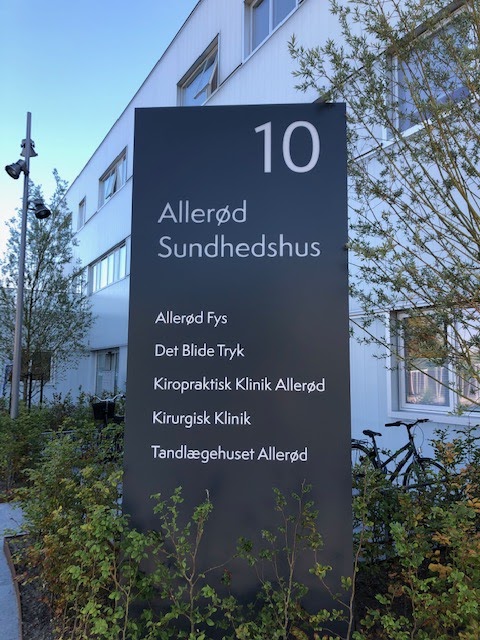 10
Allerød
Sundhedshus
Allerød Fys
Det Blide Tryk
Kiropraktisk Klinik Allerød
Kirurgisk Klinik
Tandlægehuset Allerød